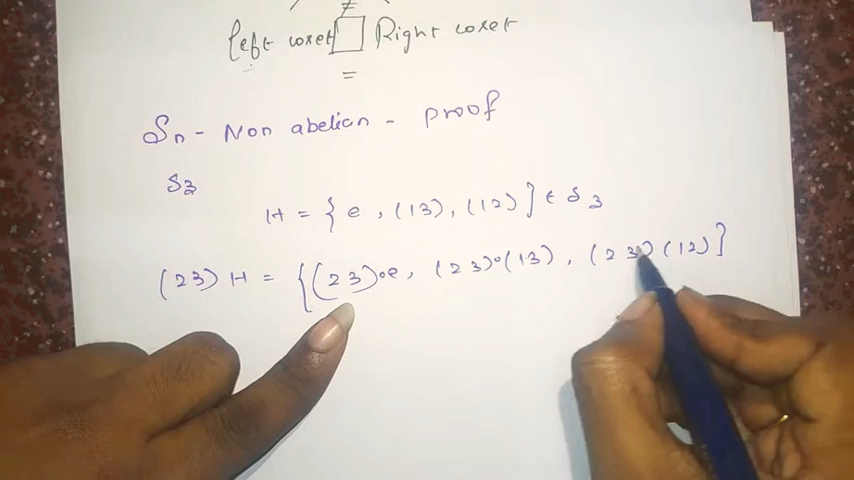 ≠
left coset Right coset
=
Sn - Non abelian - proof
S3
H = { e , (13) , (12) } ∈ S3
(23) H = { (23)∘e, (23)∘(13) , (23)(12) }